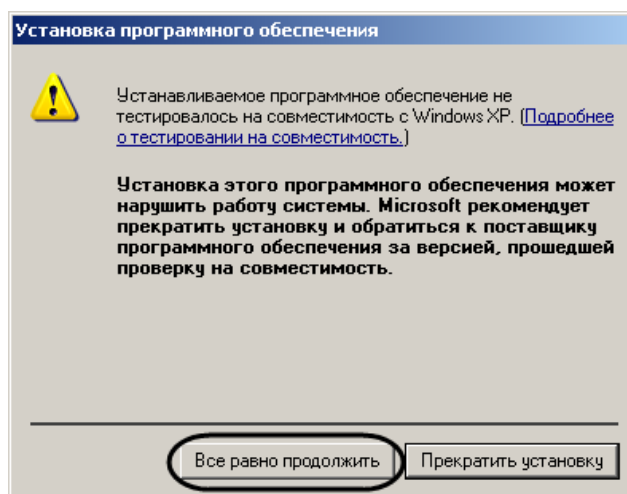 Установка программного обеспечения
Устанавливаемое программное обеспечение не
тестировалось на совместимость с Windows XP. (Подробнее
о тестировании на совместимость.)
Установка этого программного обеспечения может
нарушить работу системы. Microsoft рекомендует
прекратить установку и обратиться к поставщику
программного обеспечения за версией, прошедшей
проверку на совместимость.
Все равно продолжить
Прекратить установку